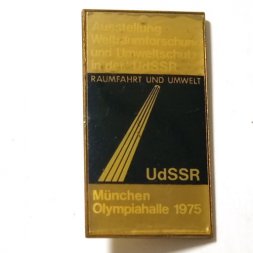 Ausstellung
Weltraumforschung
und Umweltschutz
in der UdSSR
RAUMFAHRT UND UMWELT
UdSSR
München
Olympiahalle 1975